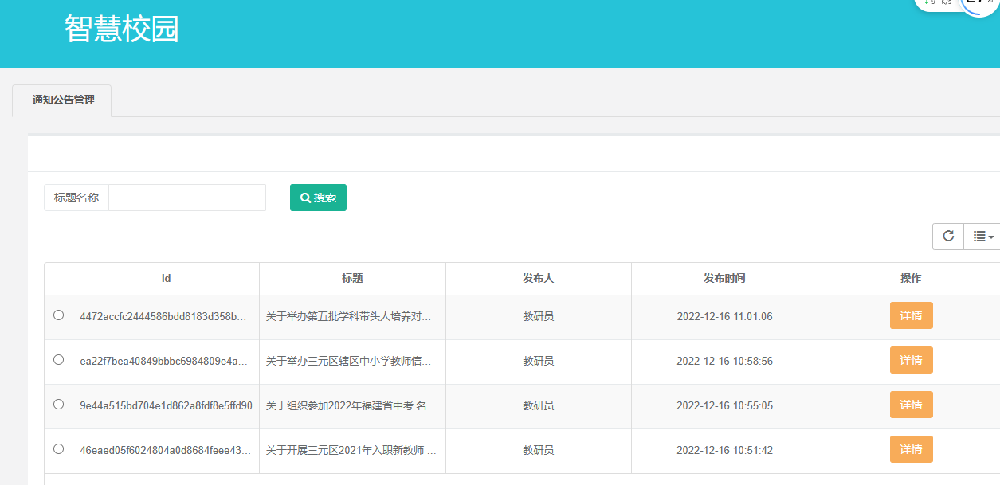 智慧校园
通知公告管理
标题名称
搜索
id 标题 发布人 发布时间 操作
4472accfc2444586bdd8183d358b... 关于举办第五批学科带头人培养对... 教研员 2022-12-16 11:01:06 详情
ea22f7bea40849bbbc6984809e4a... 关于举办三元区辖区中小学教师信... 教研员 2022-12-16 10:58:56 详情
9e44a515bd704e1d862a8fdf8e5ffd90 关于组织参加2022年福建省中考 名... 教研员 2022-12-16 10:55:05 详情
46eaed05f6024804a0d8684feee43... 关于开展三元区2021年入职新教师 ... 教研员 2022-12-16 10:51:42 详情